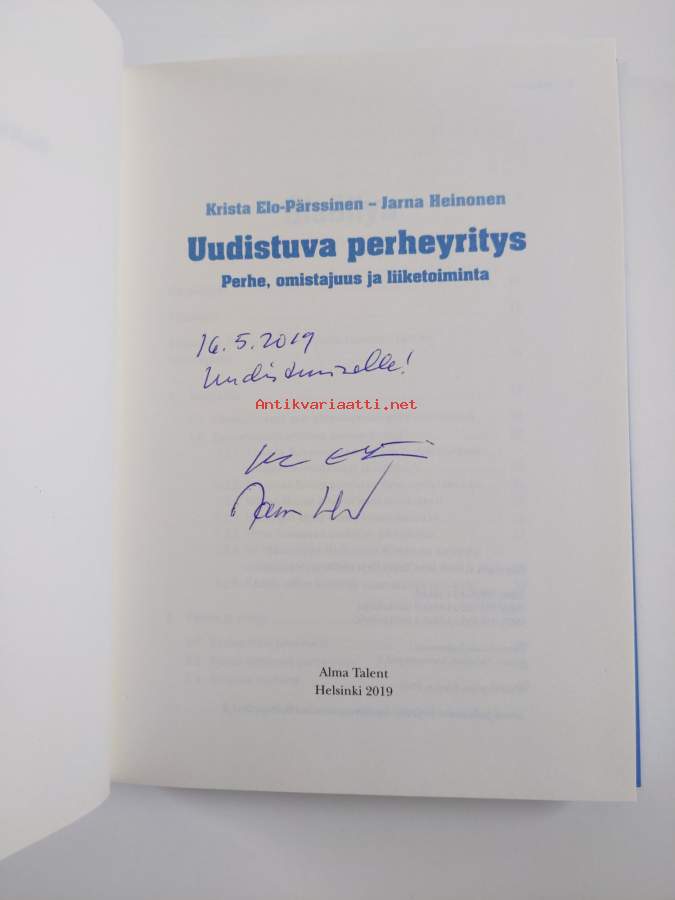 Krista Elo-Pärssinen – Jarna Heinonen
Uudistuva perheyritys
Perhe, omistajuus ja liiketoiminta
16.5.2019
Uudistumiselle!
Antikvariaatti.net
Alma Talent
Helsinki 2019